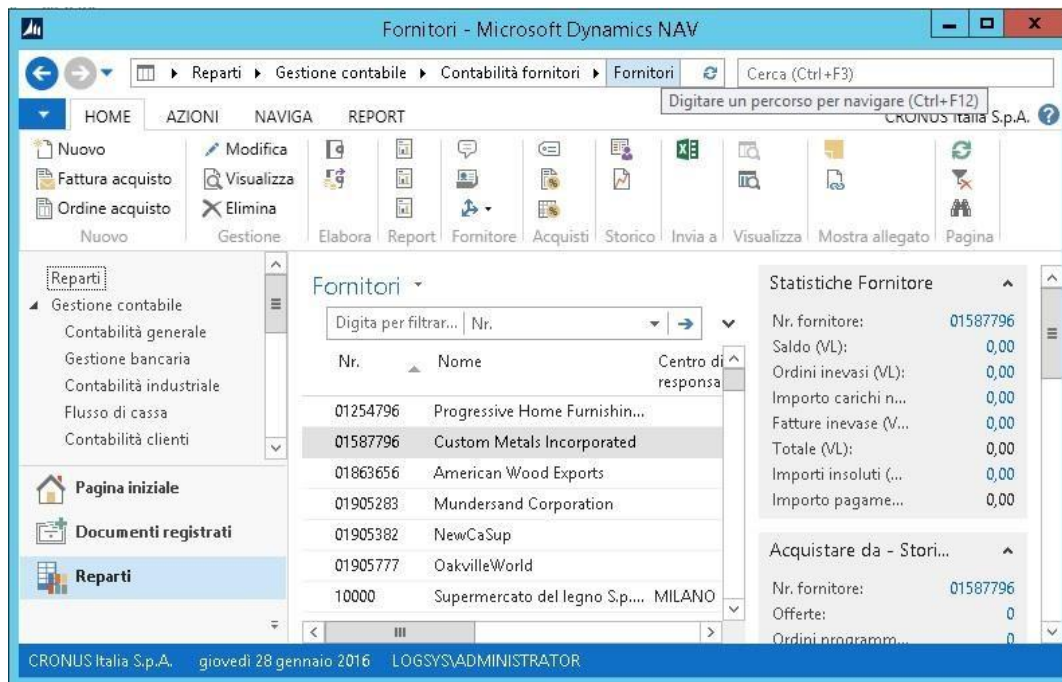 Fornitori - Microsoft Dynamics NAV
Reparti
Gestione contabile
Contabilità fornitori
Fornitori
Cerca (Ctrl+F3)
Digitare un percorso per navigare (Ctrl+F12)
HOME
AZIONI
NAVIGA
REPORT
CRONUS Italia S.p.A.
Nuovo
Fattura acquisto
Ordine acquisto
Nuovo
Modifica
Visualizza
Elimina
Gestione
Elabora
Report
Fornitore
Acquisti
Storico
Invia a
Visualizza
Mostra allegato
Pagina
Reparti
Gestione contabile
Contabilità generale
Gestione bancaria
Contabilità industriale
Flusso di cassa
Contabilità clienti
Pagina iniziale
Documenti registrati
Reparti
Fornitori
Digita per filtrar... Nr.
Nr. Nome Centro di
responsa
01254796 Progressive Home Furnishin...
01587796 Custom Metals Incorporated
01863656 American Wood Exports
01905283 Mundersand Corporation
01905382 NewCaSup
01905777 OakvilleWorld
10000 Supermercato del legno S.p.... MILANO
Statistiche Fornitore
Nr. fornitore: 01587796
Saldo (VL): 0,00
Ordini inevasi (VL): 0,00
Importo carichi n... 0,00
Fatture inevase (V... 0,00
Totale (VL): 0,00
Importi insoluti (... 0,00
Importo pagame... 0,00
Acquistare da - Stori...
Nr. fornitore: 01587796
Offerte: 0
Ordini programm... 0
CRONUS Italia S.p.A. giovedì 28 gennaio 2016 LOGSYS\ADMINISTRATOR